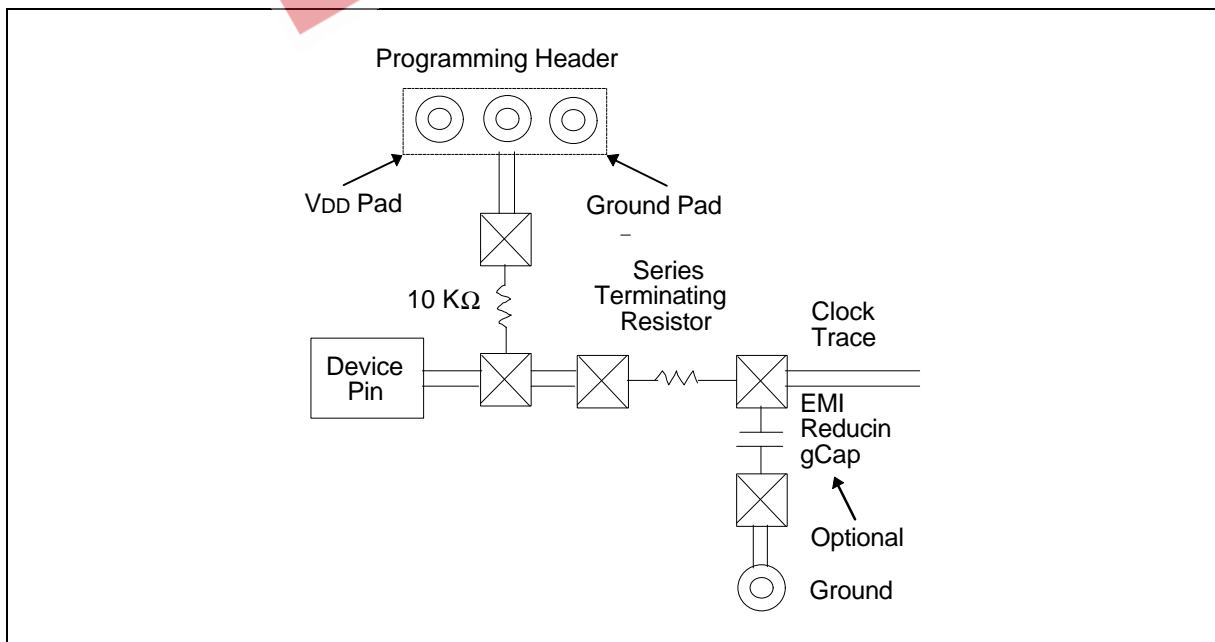 Programming Header
VDD Pad
Ground Pad
Series
Terminating
Resistor
10 KΩ
Clock
Trace
Device
Pin
EMI
Reducin
gCap
Optional
Ground